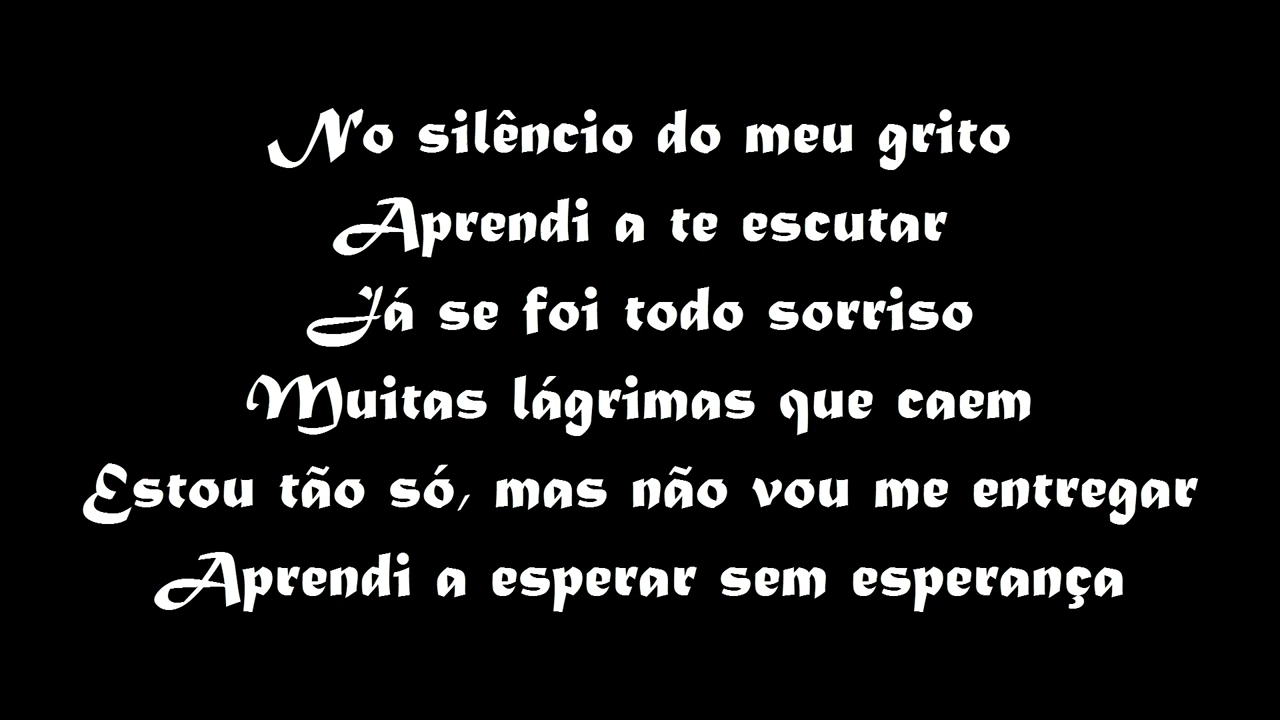 No silêncio do meu grito
Aprendi a te escutar
Já se foi todo sorriso
Muitas lágrimas que caem
Estou tão só, mas não vou me entregar
Aprendi a esperar sem esperança